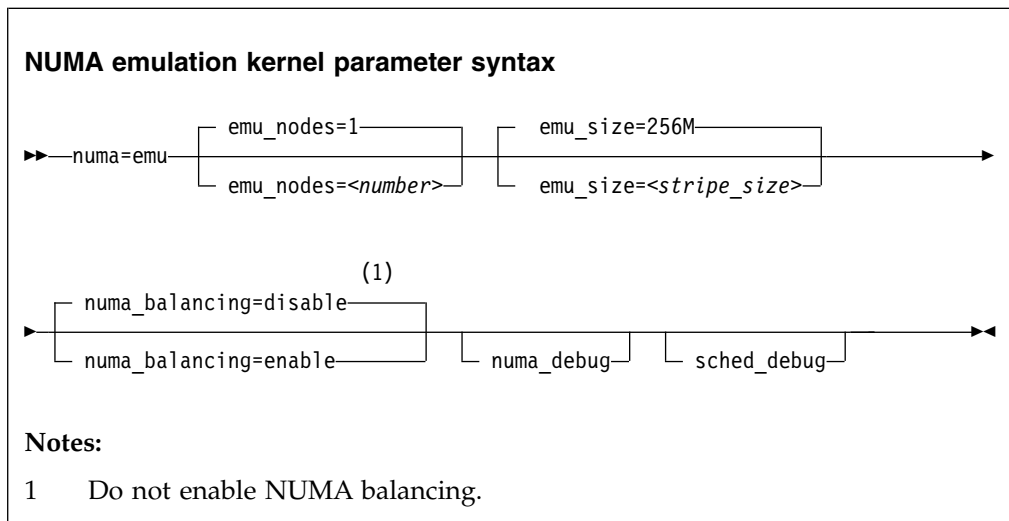 NUMA emulation kernel parameter syntax
emu_nodes=1 emu_size=256M
numa=emu
emu_nodes=<number> emu_size=<stripe_size>
(1)
numa_balancing=disable
numa_balancing=enable numa_debug sched_debug
Notes:
1 Do not enable NUMA balancing.